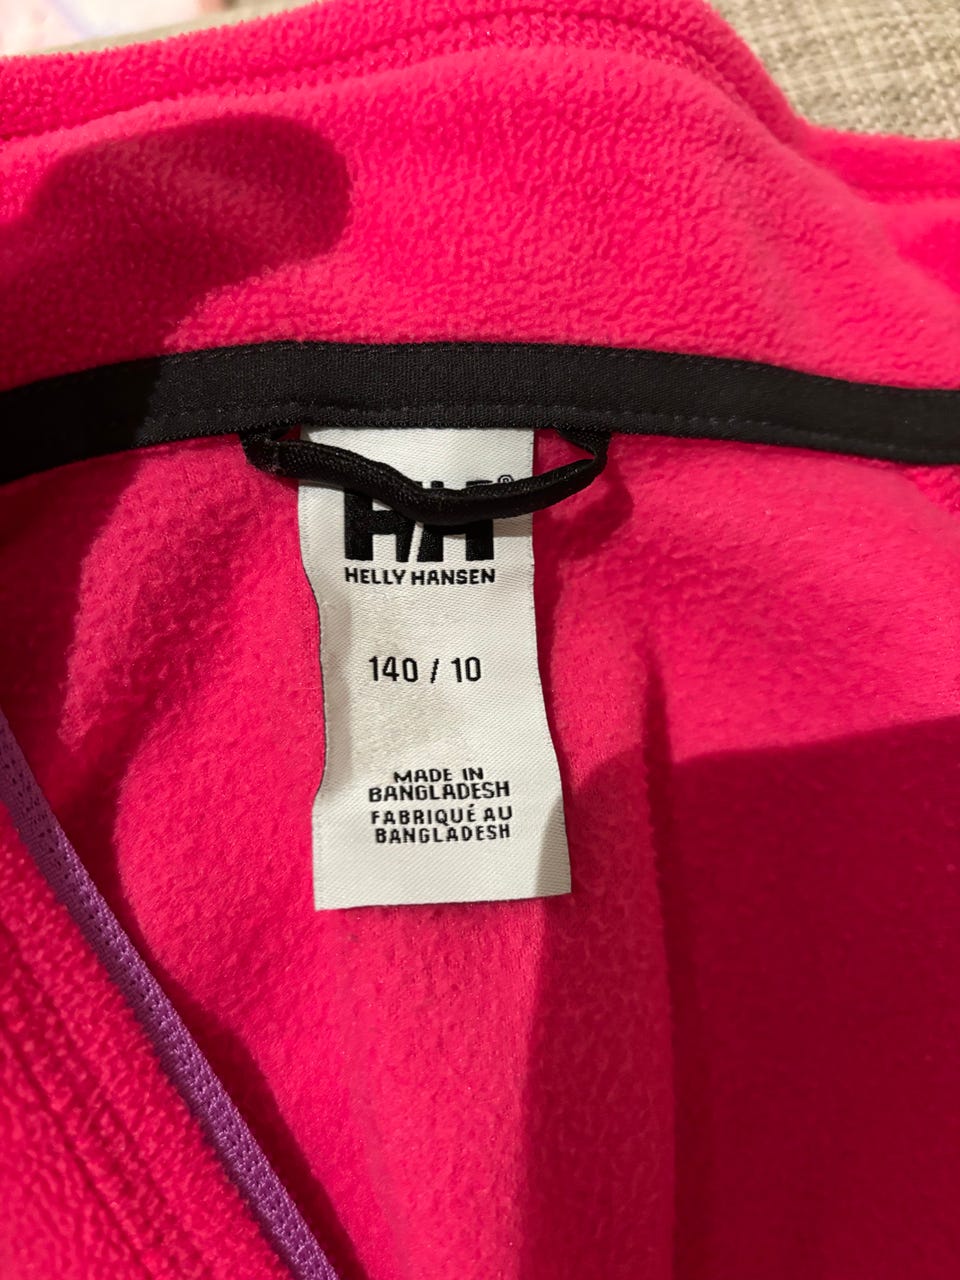 HH®
HELLY HANSEN
140 / 10
MADE IN
BANGLADESH
FABRIQUÉ AU
BANGLADESH